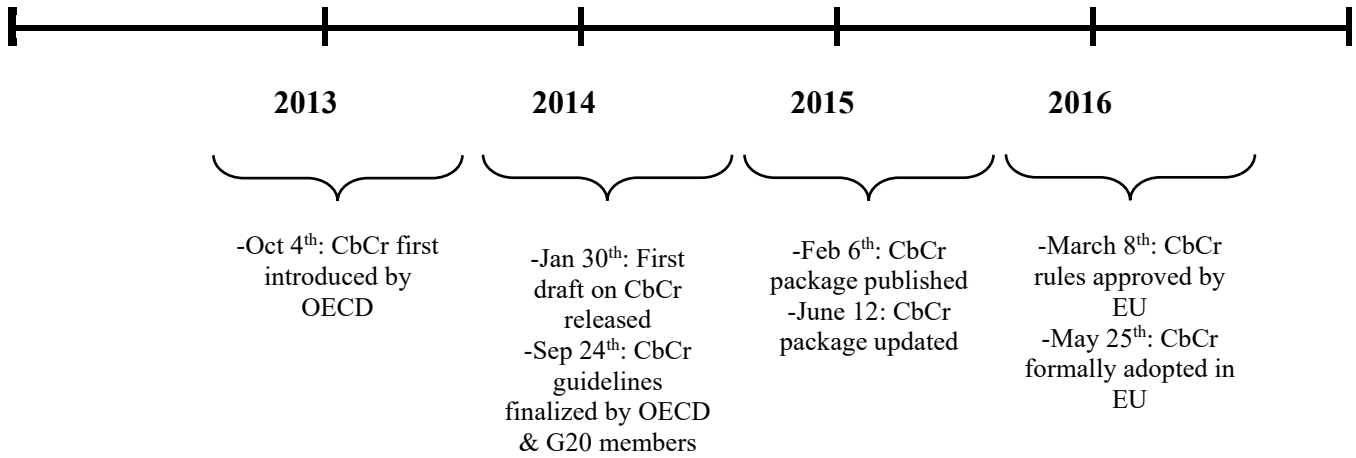 2013
2014
2015
2016
-Oct 4th: CbCr first
introduced by
OECD
-Jan 30th: First
draft on CbCr
released
-Sep 24th: CbCr
guidelines
finalized by OECD
& G20 members
-Feb 6th: CbCr
package published
-June 12: CbCr
package updated
-March 8th: CbCr
rules approved by
EU
-May 25th: CbCr
formally adopted in
EU